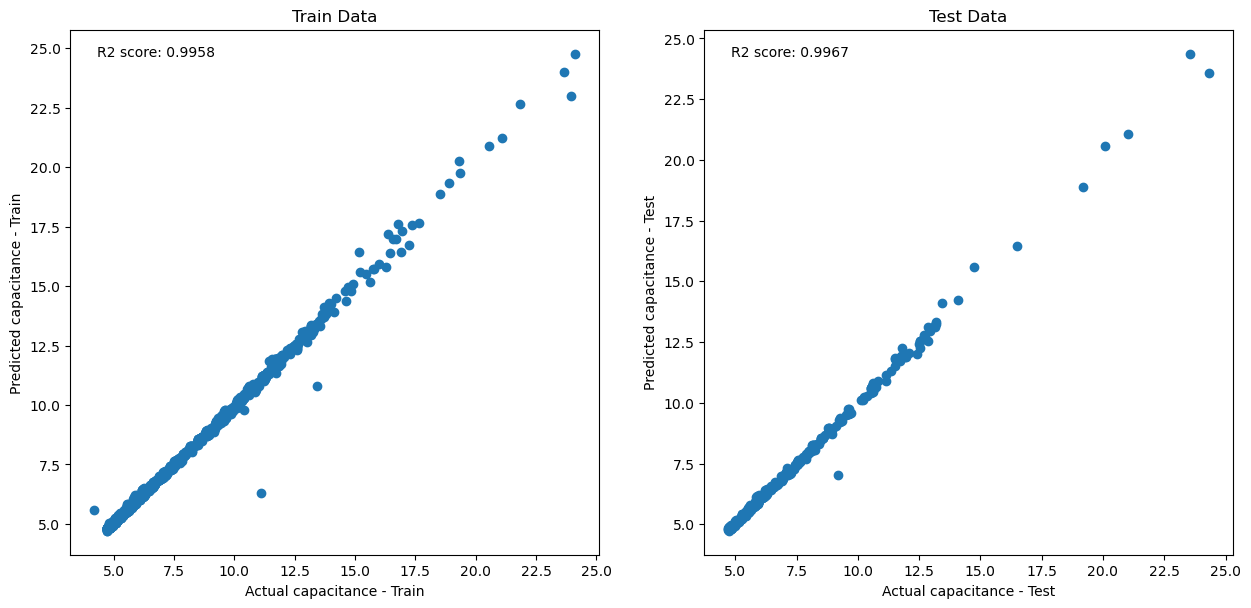 Train Data
R2 score: 0.9958
25.0
22.5
20.0
17.5
15.0
12.5
10.0
7.5
5.0
Predicted capacitance - Train
5.0 7.5 10.0 12.5 15.0 17.5 20.0 22.5 25.0
Actual capacitance - Train
Test Data
R2 score: 0.9967
25.0
22.5
20.0
17.5
15.0
12.5
10.0
7.5
5.0
Predicted capacitance - Test
5.0 7.5 10.0 12.5 15.0 17.5 20.0 22.5 25.0
Actual capacitance - Test